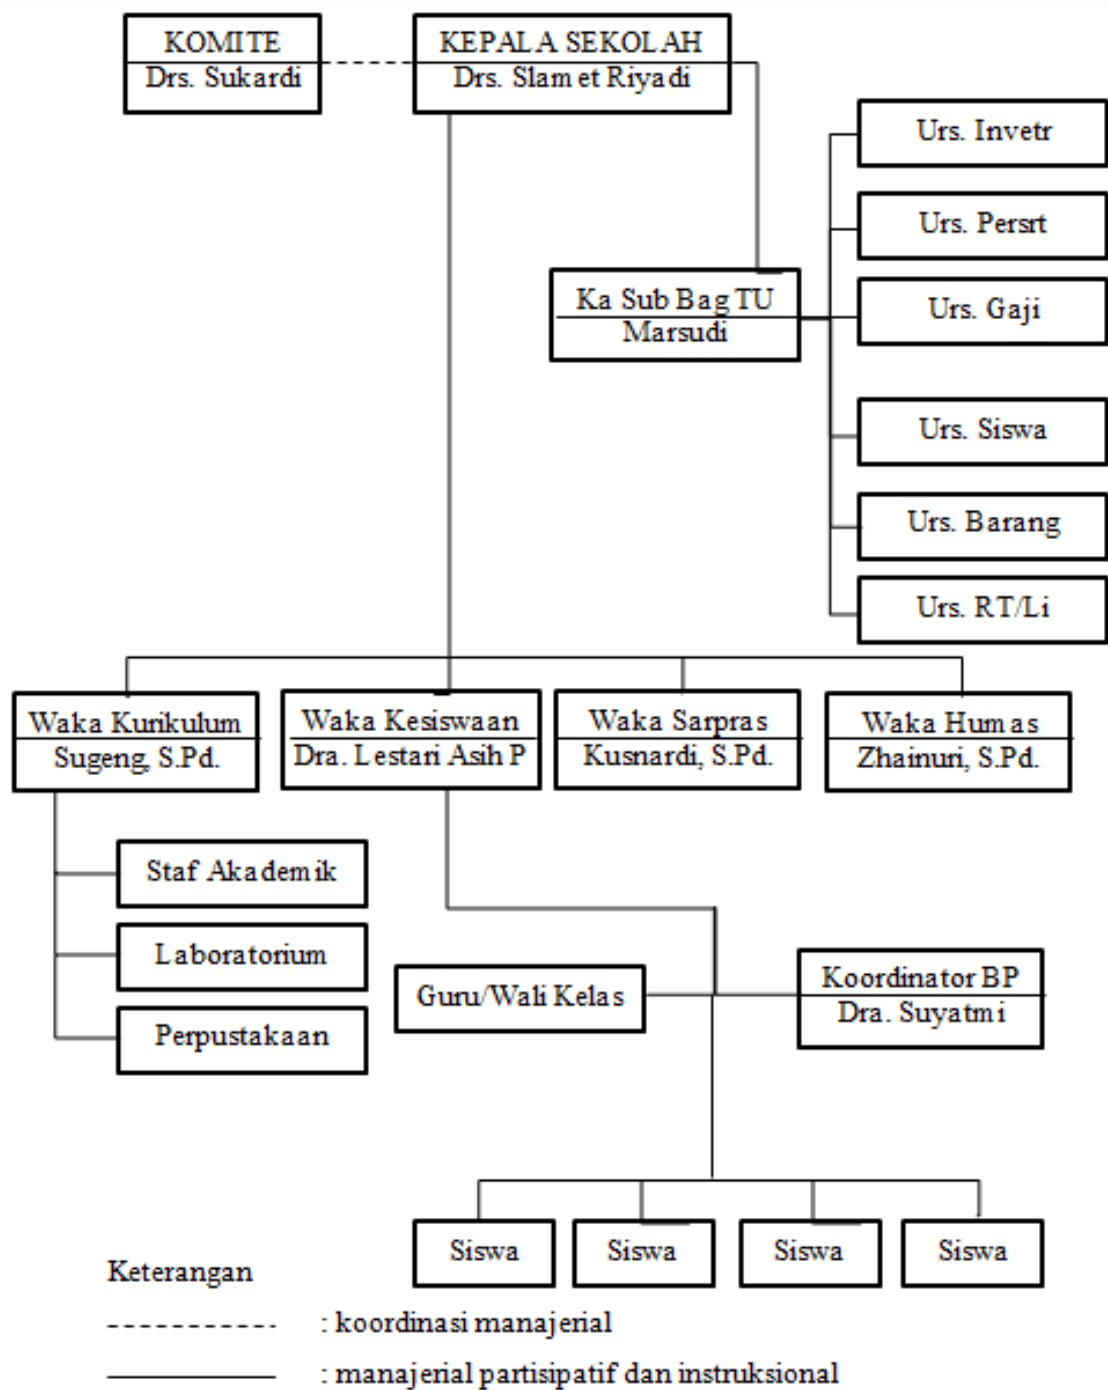 KOMITE
Drs. Sukardi
KEPALA SEKOLAH
Drs. Slamet Riyadi
Urs. Invetr
Urs. Persrt
Ka Sub Bag TU
Marsudi
Urs. Gaji
Urs. Siswa
Urs. Barang
Urs. RT/Li
Waka Kurikulum
Sugeng, S.Pd.
Waka Kesiswaan
Dra. Lestari Asih P
Waka Sarpras
Kusnardi, S.Pd.
Waka Humas
Zhainuri, S.Pd.
Staf Akademik
Laboratorium
Perpustakaan
Guru/Wali Kelas
Koordinator BP
Dra. Suyatmi
Siswa
Siswa
Siswa
Siswa
Keterangan
: koordinasi manajerial
: manajerial partisipatif dan instruksional